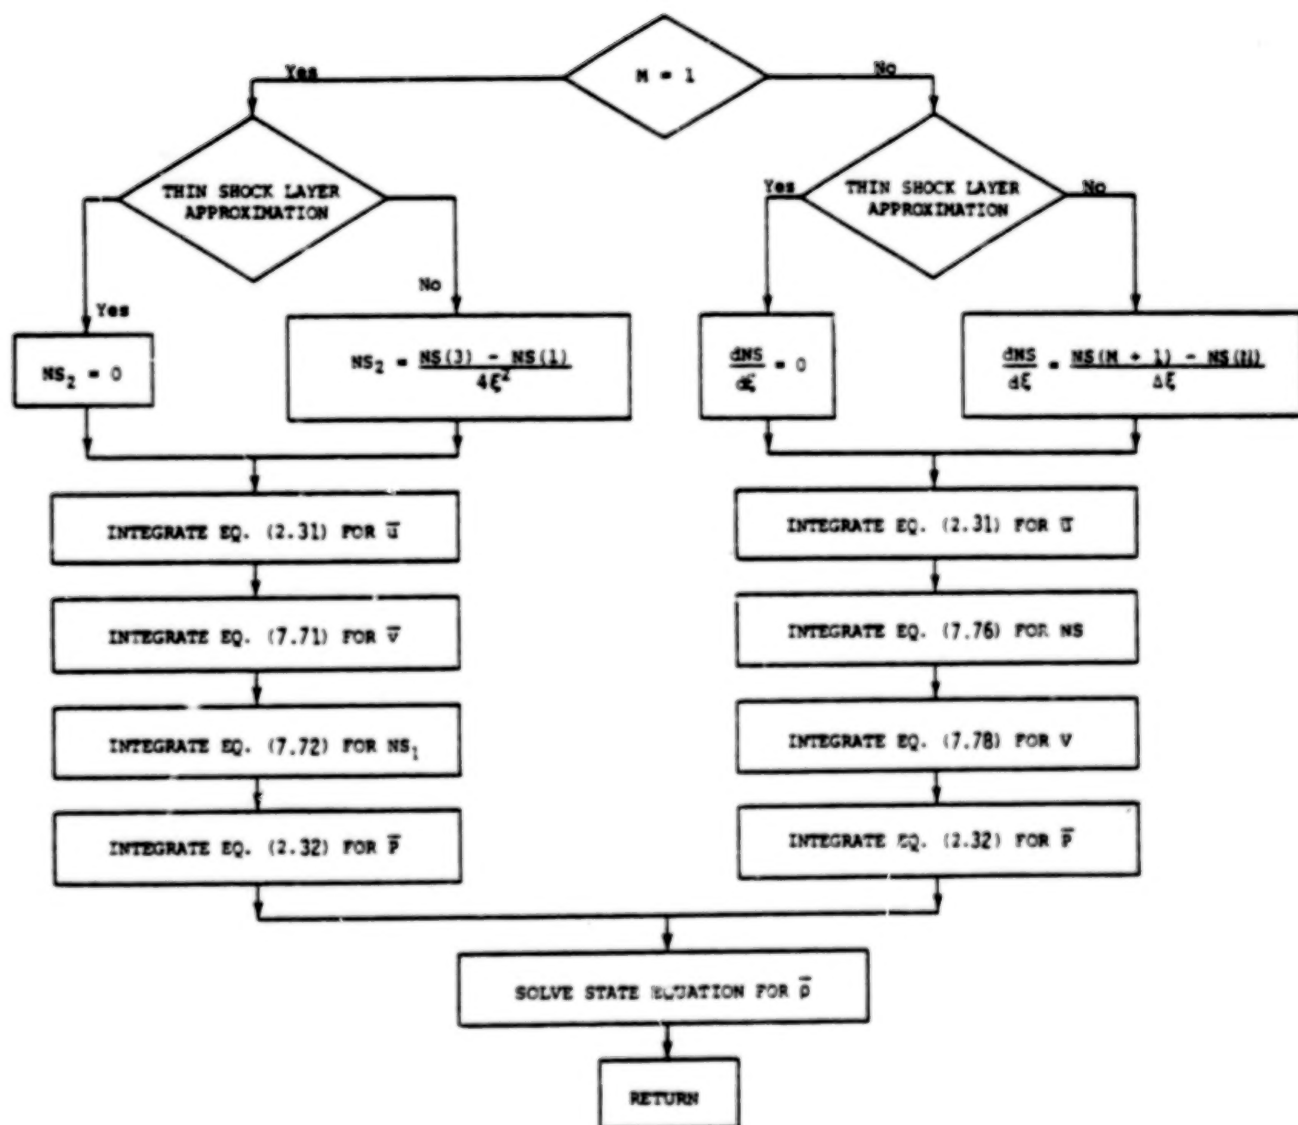 M = 1
Yes
No
THIN SHOCK LAYER
APPROXIMATION
Yes
No
THIN SHOCK LAYER
APPROXIMATION
Yes
No
NS₂ = 0
NS₂ = NS(3) - NS(1) / 4ξ²
dNS / dξ = 0
dNS / dξ = NS(M + 1) - NS(M) / Δξ
INTEGRATE EQ. (2.31) FOR u̅
INTEGRATE EQ. (7.71) FOR v̅
INTEGRATE EQ. (7.72) FOR NS₁
INTEGRATE EQ. (2.32) FOR P̅
INTEGRATE EQ. (2.31) FOR u̅
INTEGRATE EQ. (7.76) FOR NS
INTEGRATE EQ. (7.78) FOR V
INTEGRATE EQ. (2.32) FOR P̅
SOLVE STATE EQUATION FOR ρ̅
RETURN